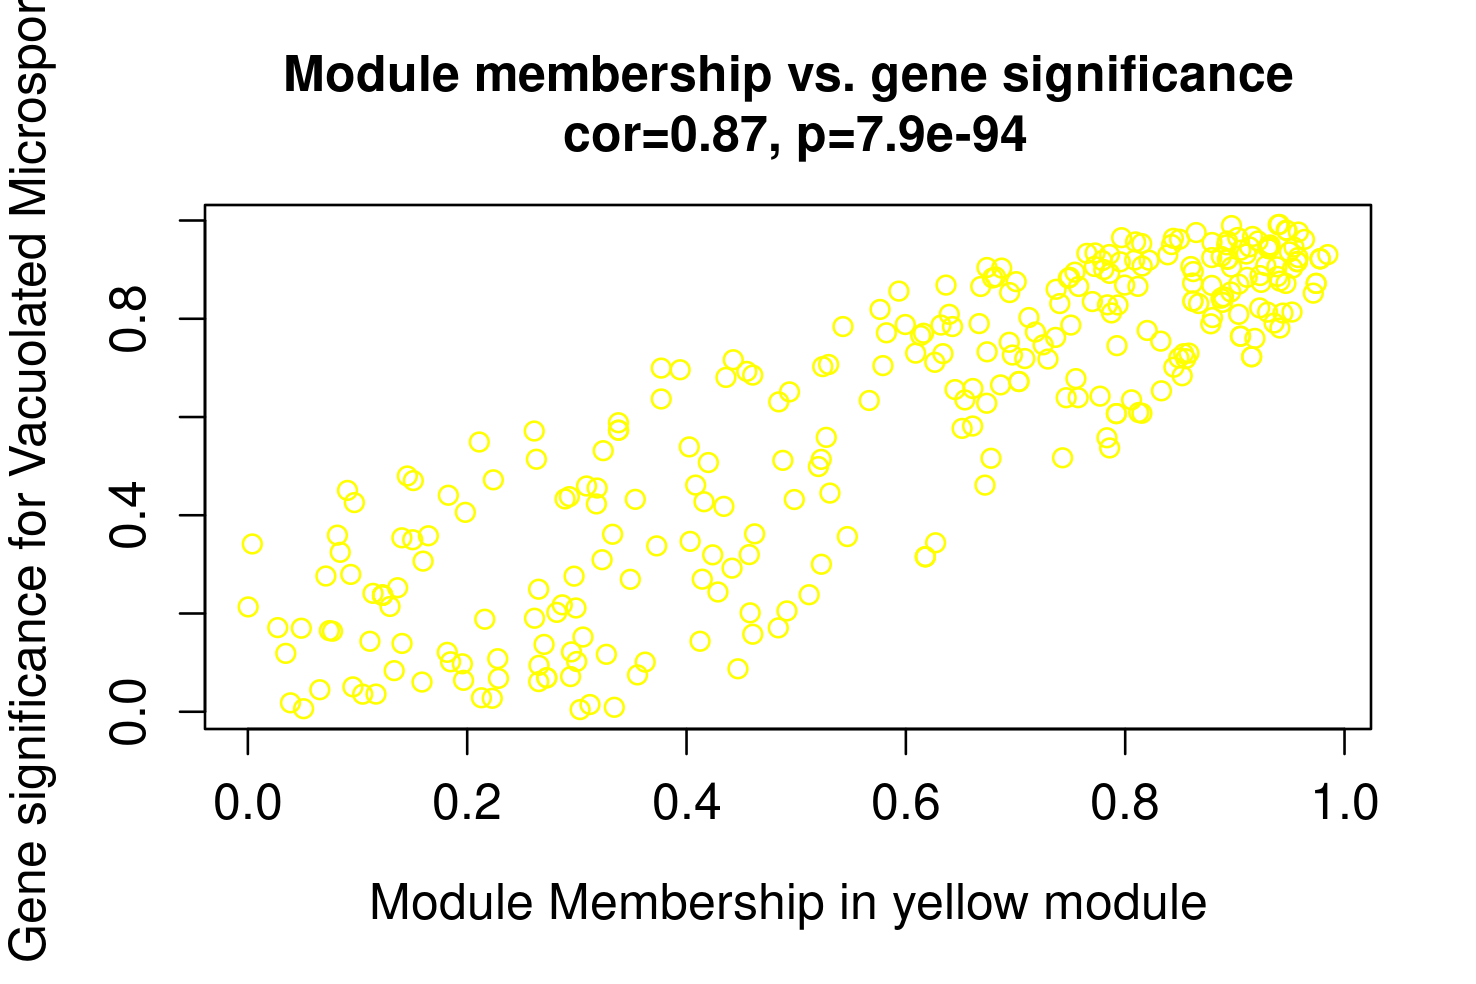 Module membership vs. gene significance
cor=0.87, p=7.9e-94
Gene significance for Vacuolated Microspor
0.8
0.4
0.0
0.0 0.2 0.4 0.6 0.8 1.0
Module Membership in yellow module